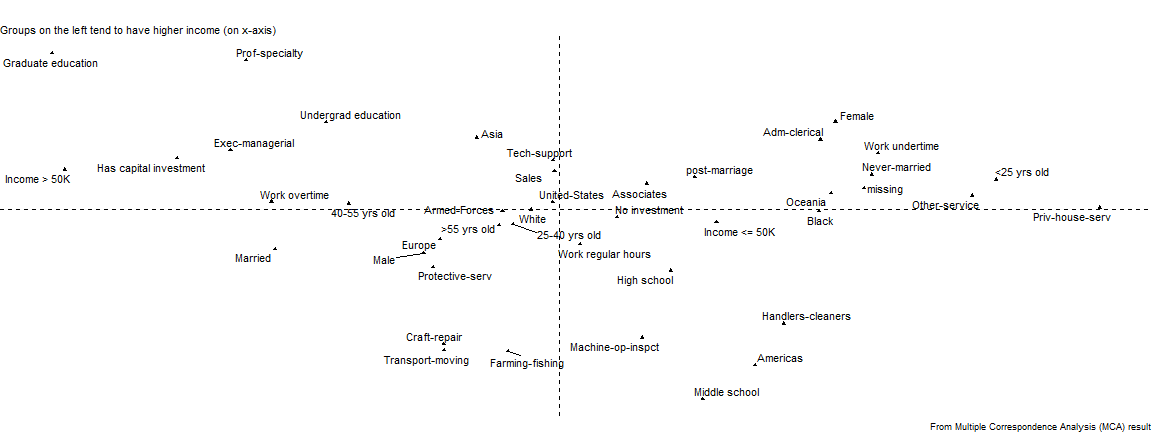 Groups on the left tend to have higher income (on x-axis)
Prof-specialty
Graduate education
Undergrad education
Female
Asia
Adm-clerical
Exec-managerial
Work undertime
Tech-support
Has capital investment
Never-married
post-marriage
<25 yrs old
Income > 50K
Sales
missing
Work overtime
United-States
Associates
Oceania
Other-service
40-55 yrs old
Armed-Forces
No investment
White
Black
Priv-house-serv
>55 yrs old
25-40 yrs old
Income <= 50K
Europe
Work regular hours
Married
Male
Protective-serv
High school
Handlers-cleaners
Craft-repair
Machine-op-inspct
Transport-moving
Farming-fishing
Americas
Middle school
From Multiple Correspondence Analysis (MCA) result